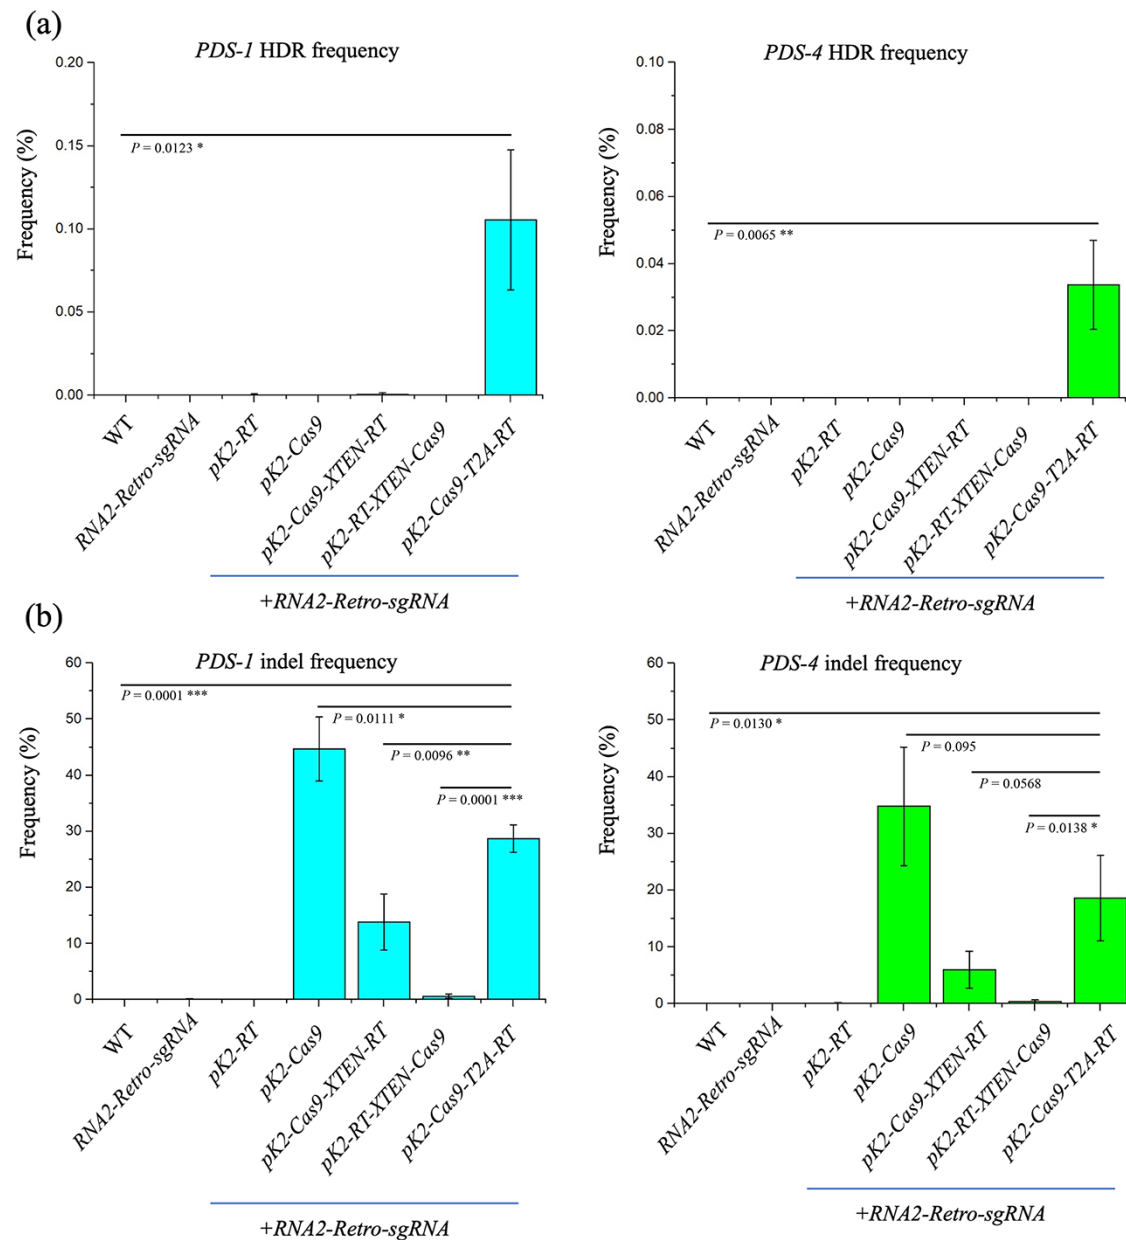 (a)
PDS-1 HDR frequency
Frequency (%)
0.20
0.15
0.10
0.05
0.00
P = 0.0123 *
WT
RNA2-Retro-sgRNA
pK2-RT
pK2-Cas9
pK2-Cas9-XTEN-RT
pK2-RT-XTEN-Cas9
pK2-Cas9-T2A-RT
+RNA2-Retro-sgRNA
PDS-4 HDR frequency
Frequency (%)
0.10
0.08
0.06
0.04
0.02
0.00
P = 0.0065 **
WT
RNA2-Retro-sgRNA
pK2-RT
pK2-Cas9
pK2-Cas9-XTEN-RT
pK2-RT-XTEN-Cas9
pK2-Cas9-T2A-RT
+RNA2-Retro-sgRNA
(b)
PDS-1 indel frequency
Frequency (%)
60
50
40
30
20
10
0
P = 0.0001 ***
P = 0.0111 *
P = 0.0096 **
P = 0.0001 ***
WT
RNA2-Retro-sgRNA
pK2-RT
pK2-Cas9
pK2-Cas9-XTEN-RT
pK2-RT-XTEN-Cas9
pK2-Cas9-T2A-RT
+RNA2-Retro-sgRNA
PDS-4 indel frequency
Frequency (%)
60
50
40
30
20
10
0
P = 0.0130 *
P = 0.095
P = 0.0568
P = 0.0138 *
WT
RNA2-Retro-sgRNA
pK2-RT
pK2-Cas9
pK2-Cas9-XTEN-RT
pK2-RT-XTEN-Cas9
pK2-Cas9-T2A-RT
+RNA2-Retro-sgRNA